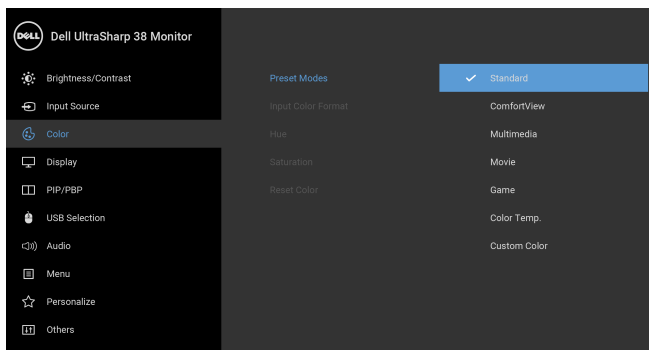 DELL Dell UltraSharp 38 Monitor
Brightness/Contrast Preset Modes Standard
Input Source Input Color Format ComfortView
Color Hue Multimedia
Display Saturation Movie
PIP/PBP Reset Color Game
USB Selection Color Temp.
Audio Custom Color
Menu
Personalize
Others